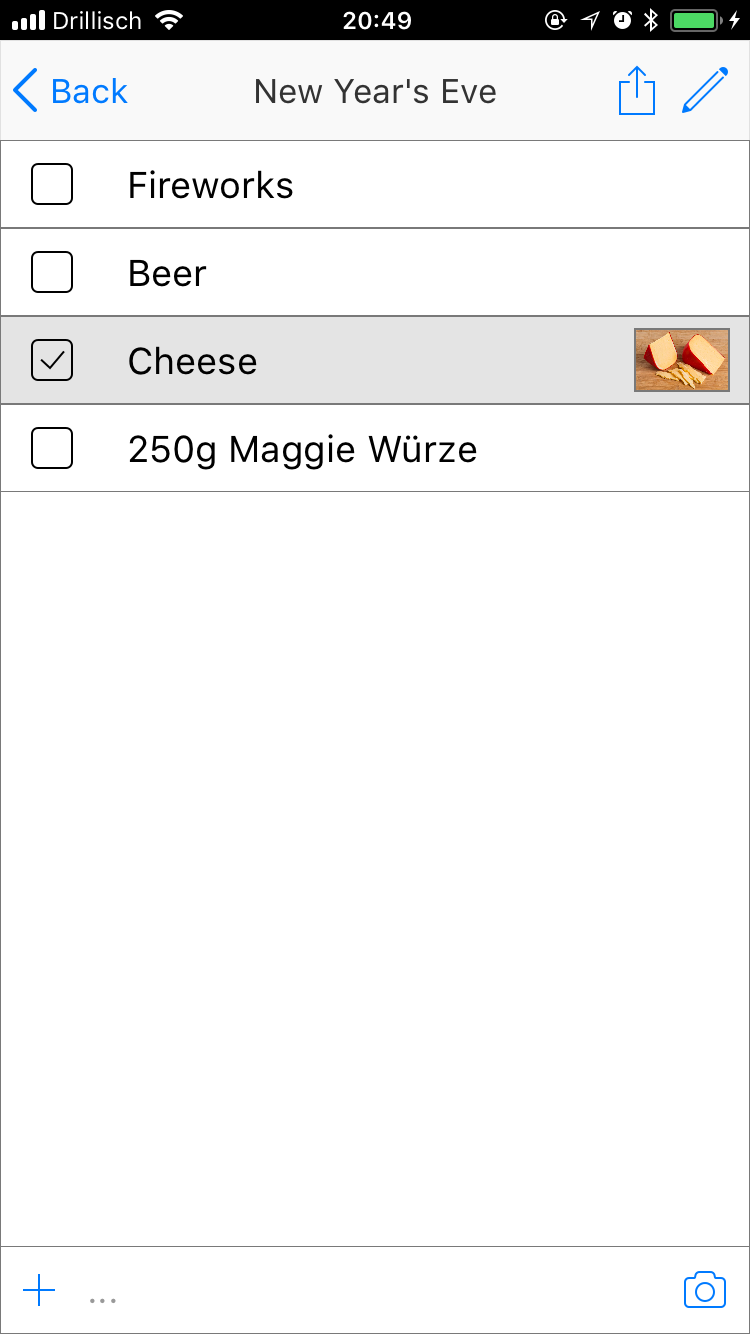 Drillisch 20:49
Back New Year's Eve
Fireworks
Beer
Cheese
250g Maggie Würze
...